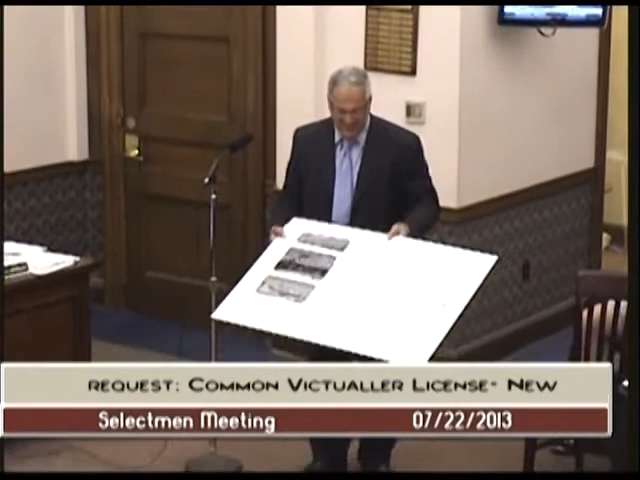 REQUEST: COMMON VICTUALLER LICENSE- NEW
Selectmen Meeting 07/22/2013